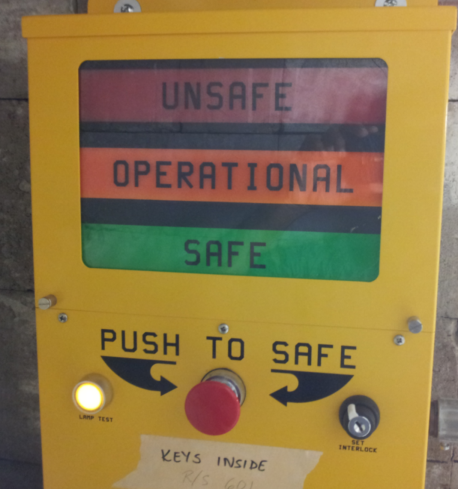 UNSAFE
OPERATIONAL
SAFE
PUSH TO SAFE
LAMP TEST
SET
INTERLOCK
KEYS INSIDE
R/S